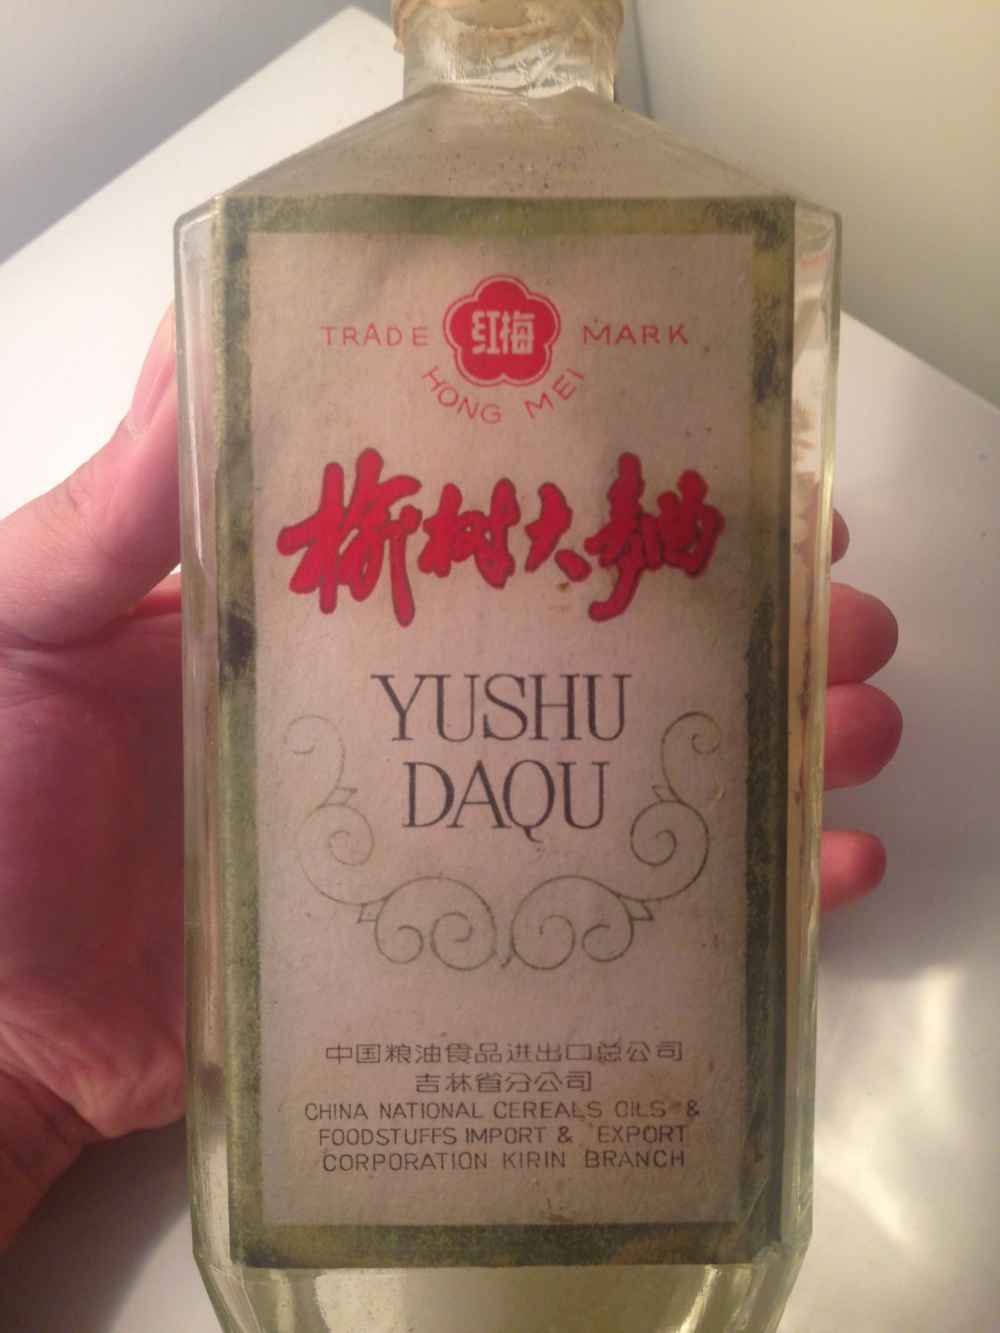 TRADE 红梅 MARK
HONG MEI
榆树大麯
YUSHU
DAQU
中国粮油食品进出口总公司
吉林省分公司
CHINA NATIONAL CEREALS OILS &
FOODSTUFFS IMPORT & EXPORT
CORPORATION KIRIN BRANCH